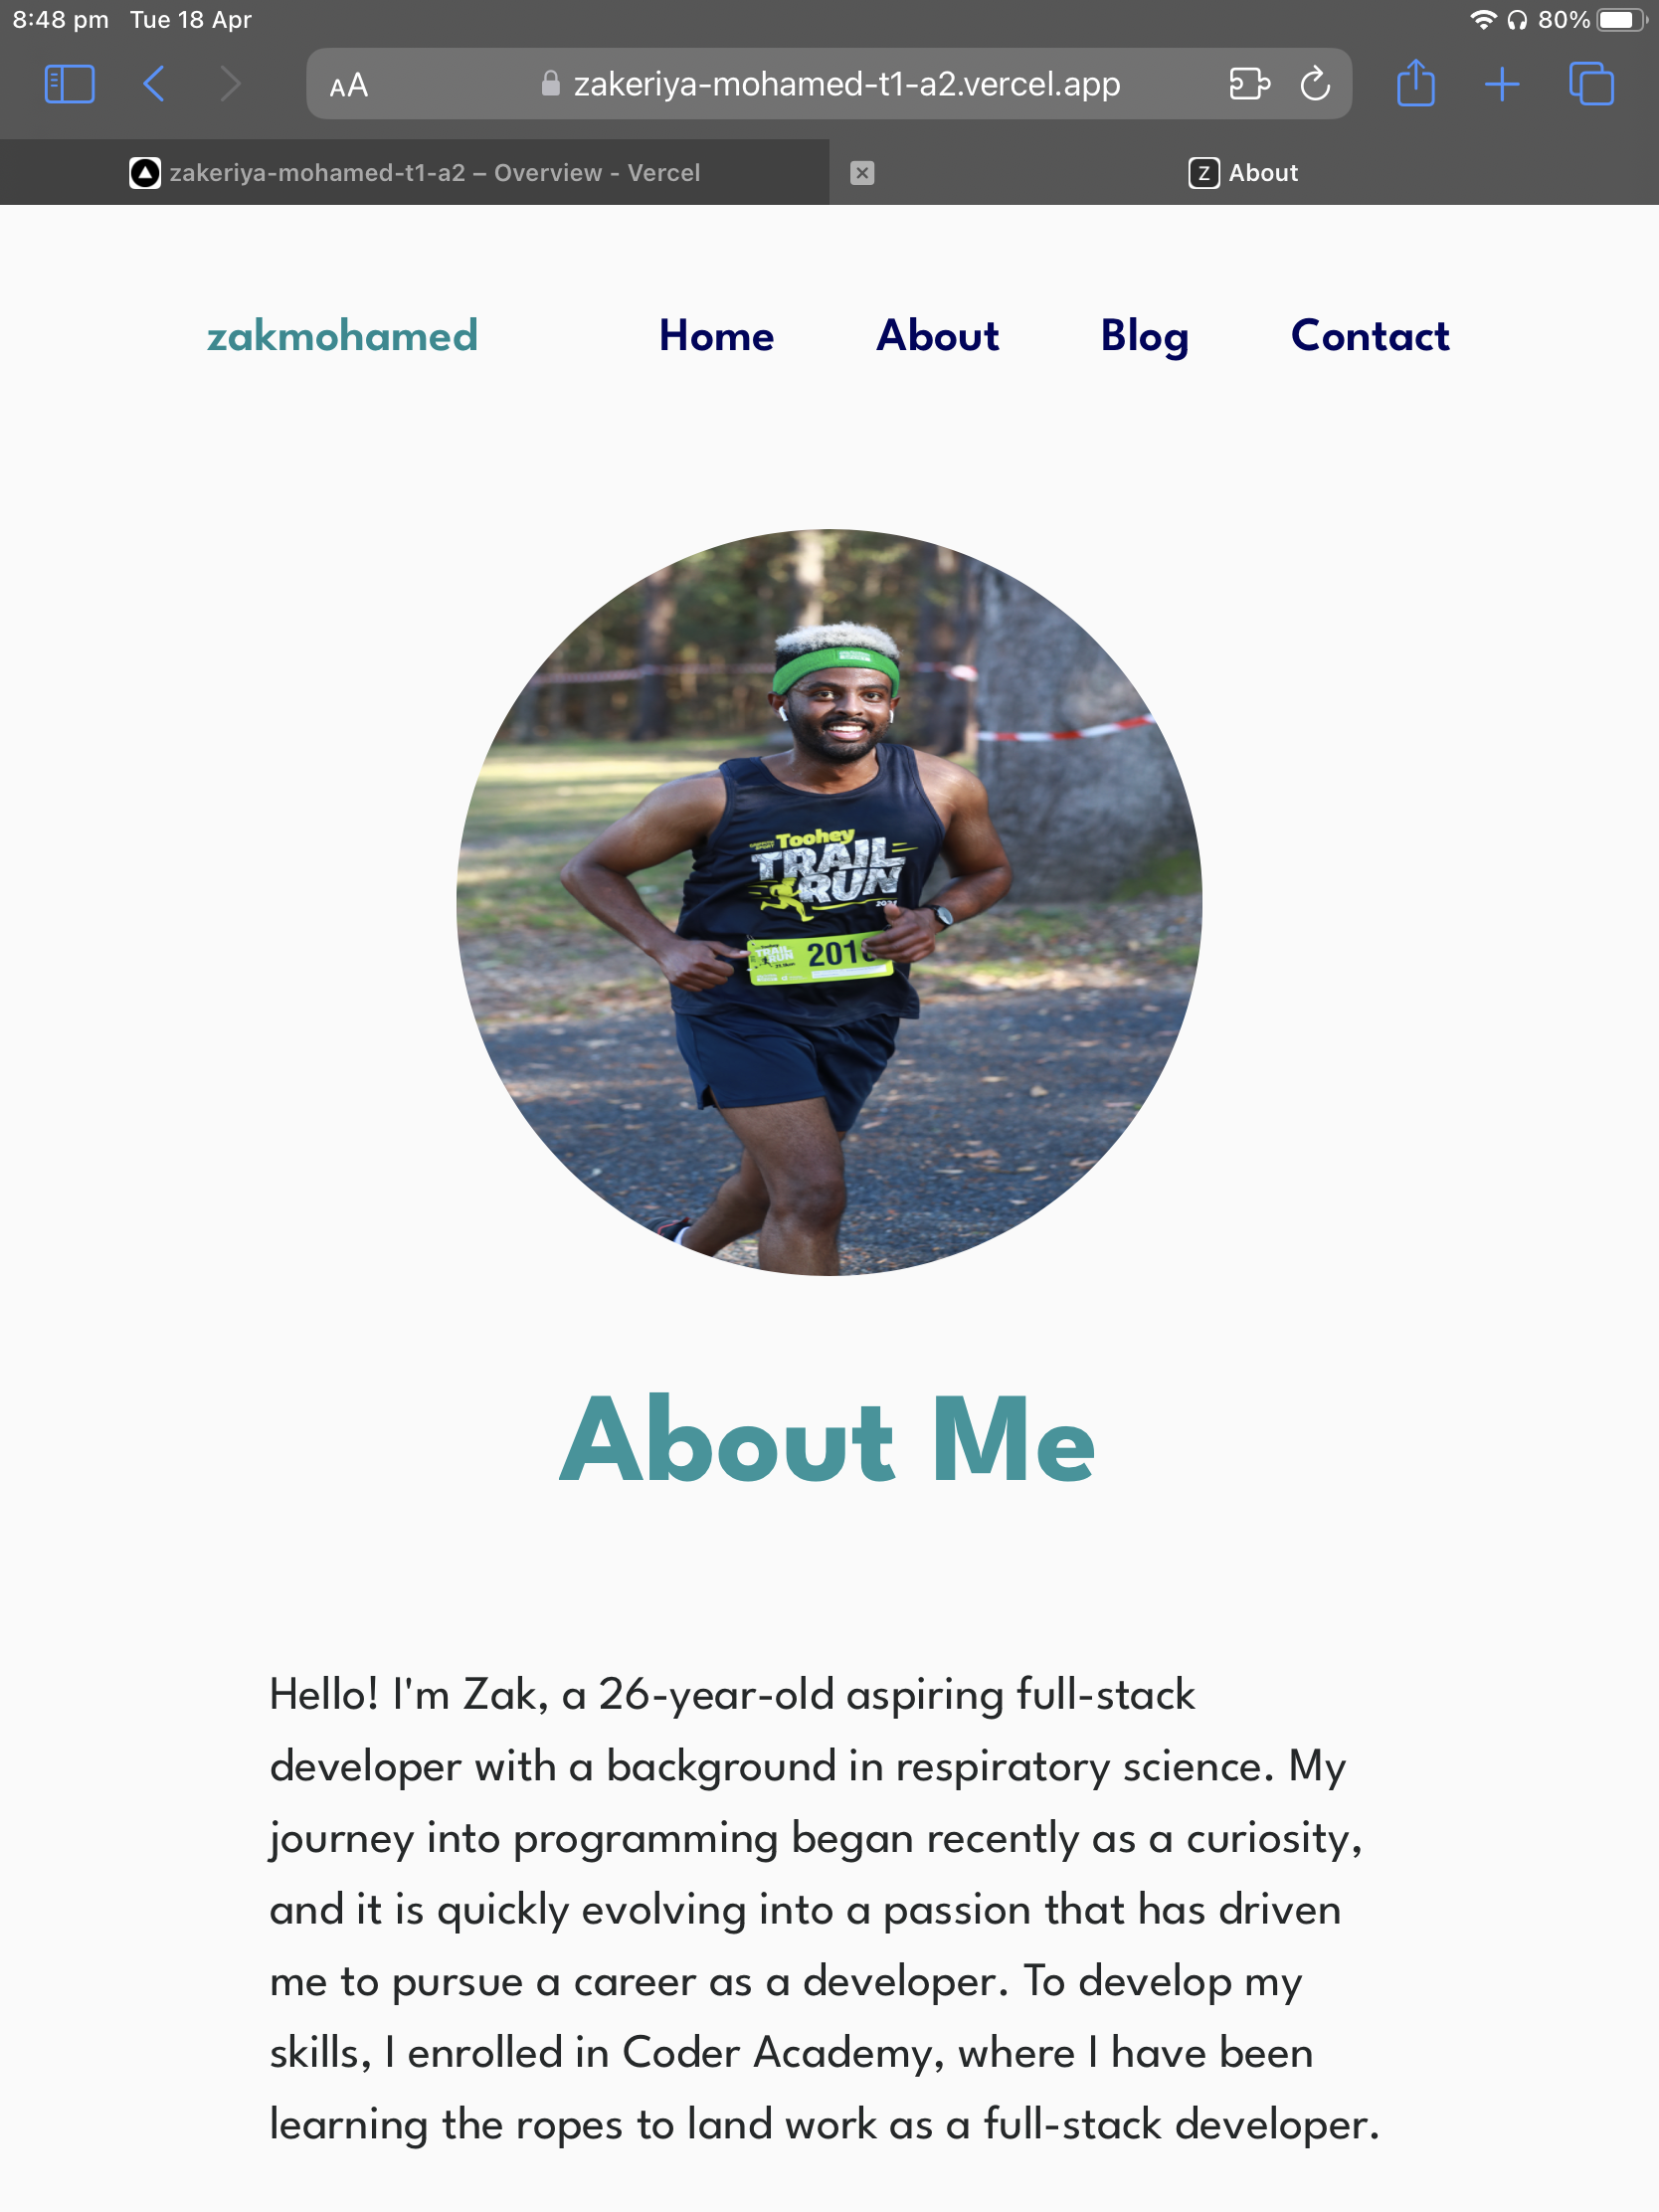 8:48 pm Tue 18 Apr 80%
AA zakeriya-mohamed-t1-a2.vercel.app
zakeriya-mohamed-t1-a2 – Overview - Vercel
Z About
zakmohamed Home About Blog Contact
Toohey
TRAIL
RUN
TRAIL
RUN
About Me
Hello! I'm Zak, a 26-year-old aspiring full-stack
developer with a background in respiratory science. My
journey into programming began recently as a curiosity,
and it is quickly evolving into a passion that has driven
me to pursue a career as a developer. To develop my
skills, I enrolled in Coder Academy, where I have been
learning the ropes to land work as a full-stack developer.